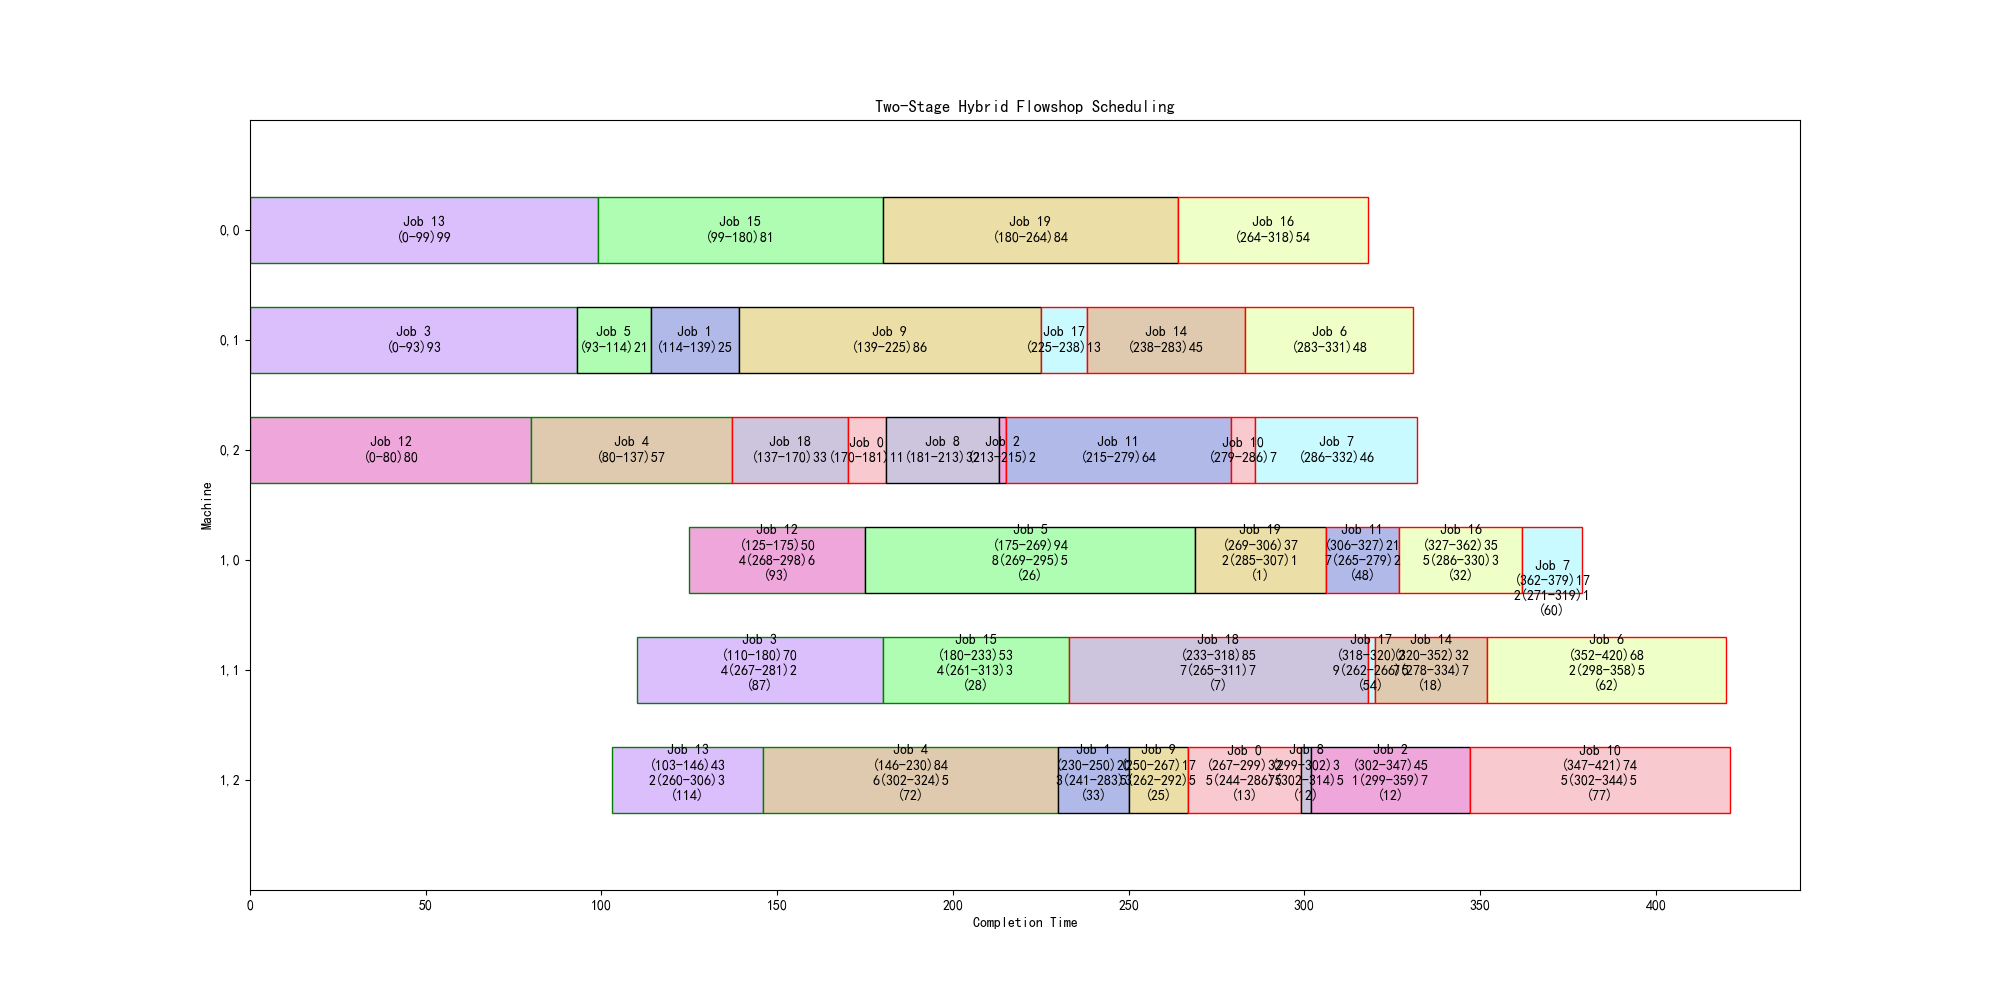 Two-Stage Hybrid Flowshop Scheduling
Machine
0,0
Job 13
(0-99)99
Job 15
(99-180)81
Job 19
(180-264)84
Job 16
(264-318)54
0,1
Job 3
(0-93)93
Job 5
(93-114)21
Job 1
(114-139)25
Job 9
(139-225)86
Job 17
(225-238)13
Job 14
(238-283)45
Job 6
(283-331)48
0,2
Job 12
(0-80)80
Job 4
(80-137)57
Job 18
(137-170)33
Job 0
(170-181)11
Job 8
(181-213)32
Job 2
(213-215)2
Job 11
(215-279)64
Job 10
(279-286)7
Job 7
(286-332)46
1,0
Job 12
(125-175)50
4(268-298)6
(93)
Job 5
(175-269)94
8(269-295)5
(26)
Job 19
(269-306)37
2(285-307)1
(1)
Job 11
(306-327)21
7(265-279)2
(48)
Job 16
(327-362)35
5(286-330)3
(32)
Job 7
(362-379)17
2(271-319)1
(60)
1,1
Job 3
(110-180)70
4(267-281)2
(87)
Job 15
(180-233)53
4(261-313)3
(28)
Job 18
(233-318)85
7(265-311)7
(7)
Job 17
(318-320)2
9(262-266)5
(54)
Job 14
(320-352)32
7(278-334)7
(18)
Job 6
(352-420)68
2(298-358)5
(62)
1,2
Job 13
(103-146)43
2(260-306)3
(114)
Job 4
(146-230)84
6(302-324)5
(72)
Job 1
(230-250)20
3(241-283)5
(33)
Job 9
(250-267)17
(262-292)5
(25)
Job 0
(267-299)32
5(244-286)5
(13)
Job 8
(299-302)3
(302-314)5
(12)
Job 2
(302-347)45
1(299-359)7
(12)
Job 10
(347-421)74
5(302-344)5
(77)
0
50
100
150
200
250
300
350
400
Completion Time